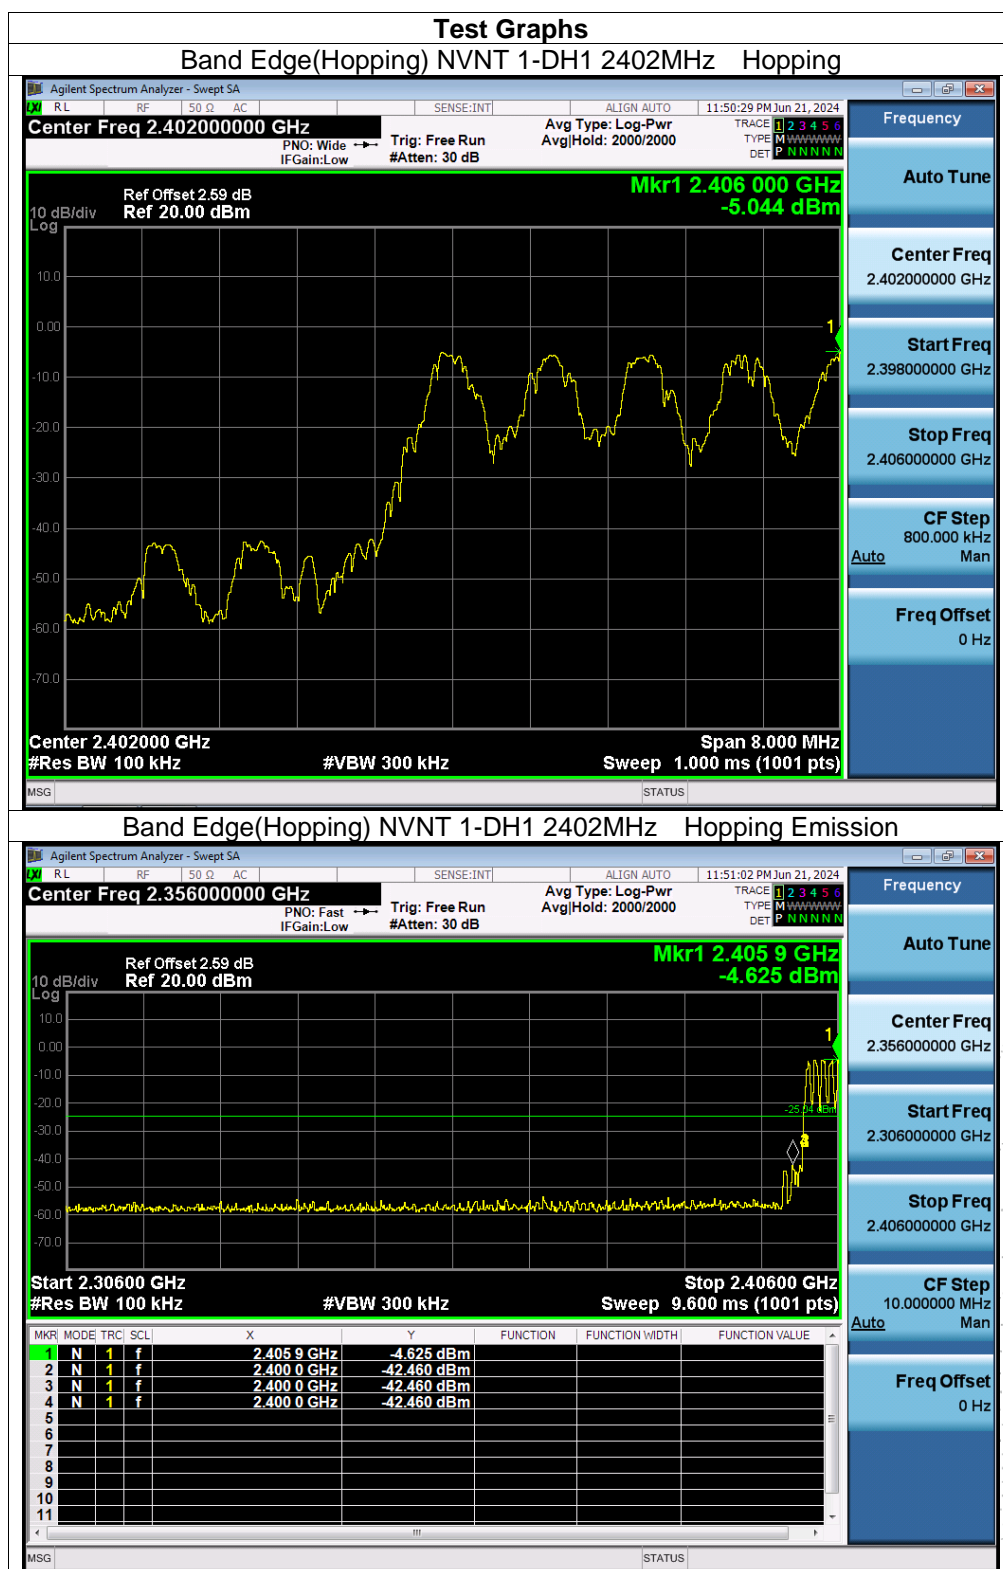 Test Graphs
Band Edge(Hopping) NVNT 1-DH1 2402MHz Hopping
Agilent Spectrum Analyzer - Swept SA
LXI RL RF 50 Ω AC SENSE:INT ALIGN AUTO 11:50:29 PM Jun 21, 2024
Center Freq 2.402000000 GHz
PNO: Wide
IFGain:Low
Trig: Free Run
#Atten: 30 dB
Avg Type: Log-Pwr
Avg|Hold: 2000/2000
TRACE 1 2 3 4 5 6
TYPE M WWWWW
DET P N N N N N
Frequency
Auto Tune
Center Freq
2.402000000 GHz
Start Freq
2.398000000 GHz
Stop Freq
2.406000000 GHz
CF Step
800.000 kHz
Auto Man
Freq Offset
0 Hz
Mkr1 2.406 000 GHz
-5.044 dBm
Ref Offset 2.59 dB
10 dB/div Ref 20.00 dBm
Log
10.0
0.00
-10.0
-20.0
-30.0
-40.0
-50.0
-60.0
-70.0
1
Center 2.402000 GHz Span 8.000 MHz
#Res BW 100 kHz #VBW 300 kHz Sweep 1.000 ms (1001 pts)
MSG STATUS
Band Edge(Hopping) NVNT 1-DH1 2402MHz Hopping Emission
Agilent Spectrum Analyzer - Swept SA
LXI RL RF 50 Ω AC SENSE:INT ALIGN AUTO 11:51:02 PM Jun 21, 2024
Center Freq 2.356000000 GHz
PNO: Fast
IFGain:Low
Trig: Free Run
#Atten: 30 dB
Avg Type: Log-Pwr
Avg|Hold: 2000/2000
TRACE 1 2 3 4 5 6
TYPE M WWWWW
DET P N N N N N
Frequency
Auto Tune
Center Freq
2.356000000 GHz
Start Freq
2.306000000 GHz
Stop Freq
2.406000000 GHz
CF Step
10.000000 MHz
Auto Man
Freq Offset
0 Hz
Mkr1 2.405 9 GHz
-4.625 dBm
Ref Offset 2.59 dB
10 dB/div Ref 20.00 dBm
Log
10.0
0.00
-10.0
-20.0
-30.0
-40.0
-50.0
-60.0
-70.0
1
-25.04 dBm
Start 2.30600 GHz Stop 2.40600 GHz
#Res BW 100 kHz #VBW 300 kHz Sweep 9.600 ms (1001 pts)
MKR MODE TRC SCL X Y FUNCTION FUNCTION WIDTH FUNCTION VALUE
1 N 1 f 2.405 9 GHz -4.625 dBm
2 N 1 f 2.400 0 GHz -42.460 dBm
3 N 1 f 2.400 0 GHz -42.460 dBm
4 N 1 f 2.400 0 GHz -42.460 dBm
5
6
7
8
9
10
11
MSG STATUS